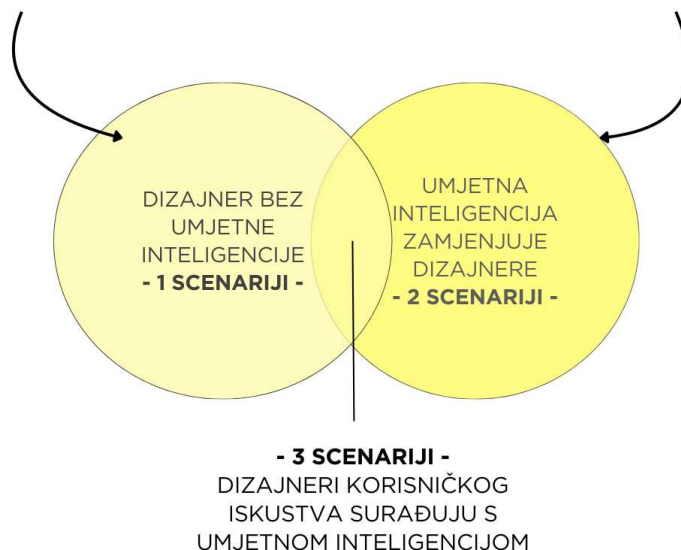 DIZAJNER BEZ
UMJETNE
INTELIGENCIJE
- 1 SCENARIJI -
UMJETNA
INTELIGENCIJA
ZAMJENJUJE
DIZAJNERE
- 2 SCENARIJI -
- 3 SCENARIJI -
DIZAJNERI KORISNIČKOG
ISKUSTVA SURAĐUJU S
UMJETNOM INTELIGENCIJOM